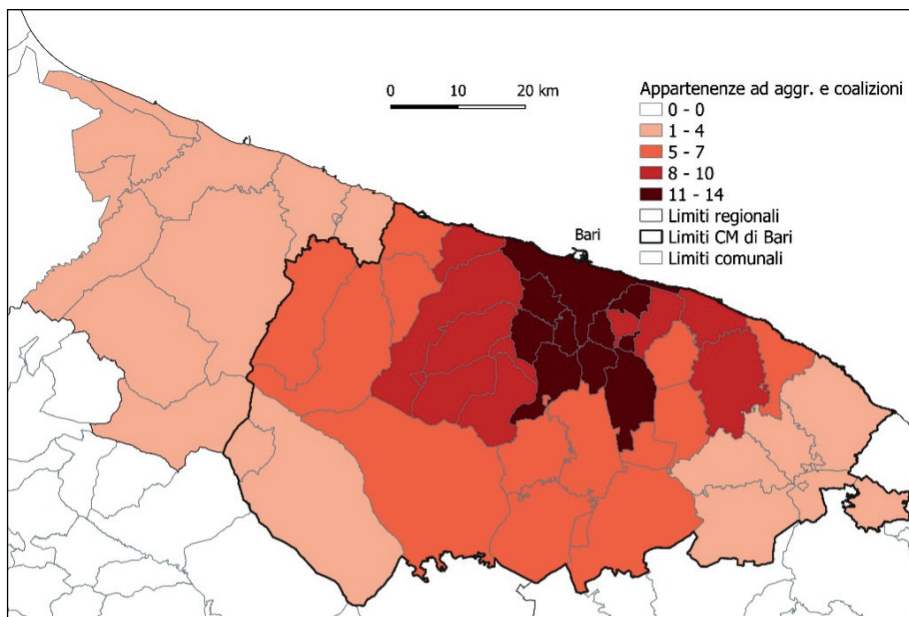 0 10 20 km
Appartenenze ad aggr. e coalizioni
0 - 0
1 - 4
5 - 7
8 - 10
11 - 14
Limiti regionali
Limiti CM di Bari
Limiti comunali
Bari